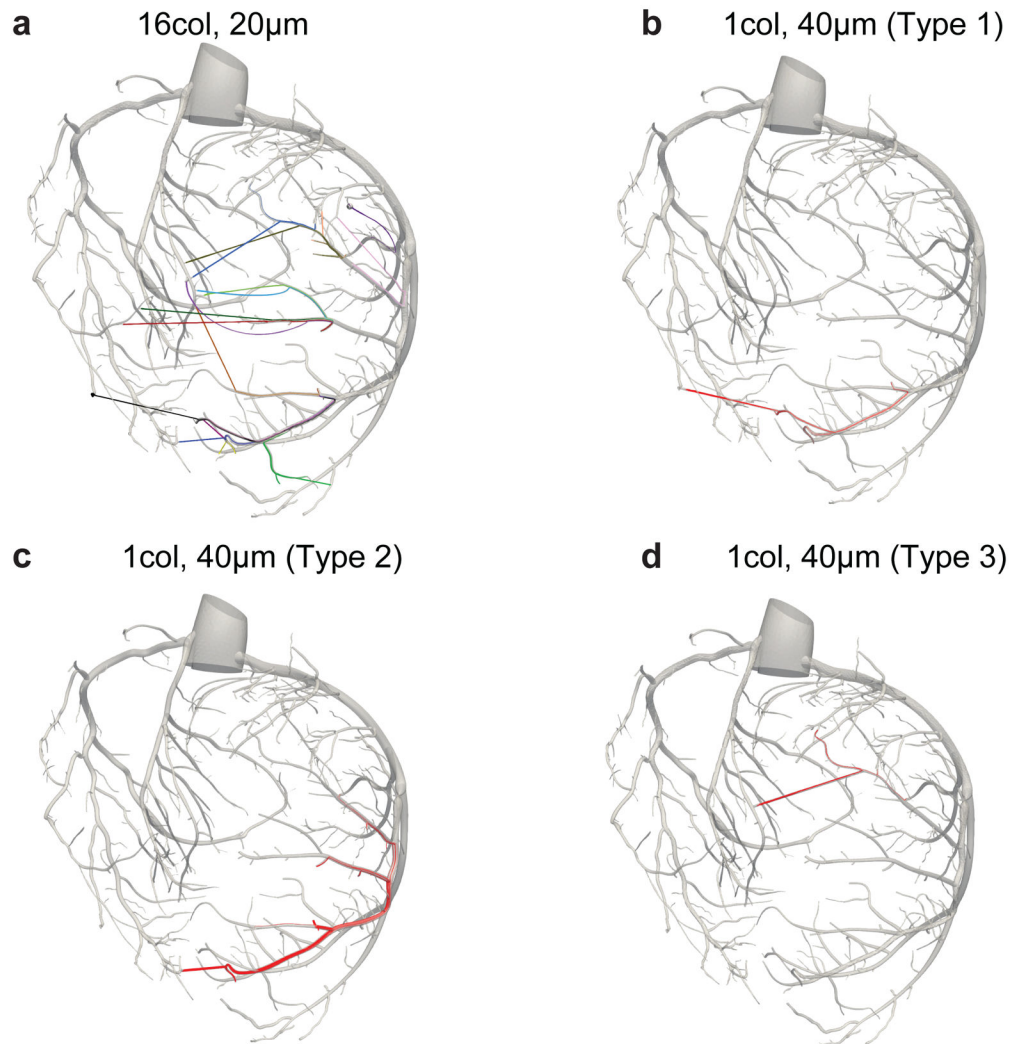 a 16col, 20µm
b 1col, 40µm (Type 1)
c 1col, 40µm (Type 2)
d 1col, 40µm (Type 3)